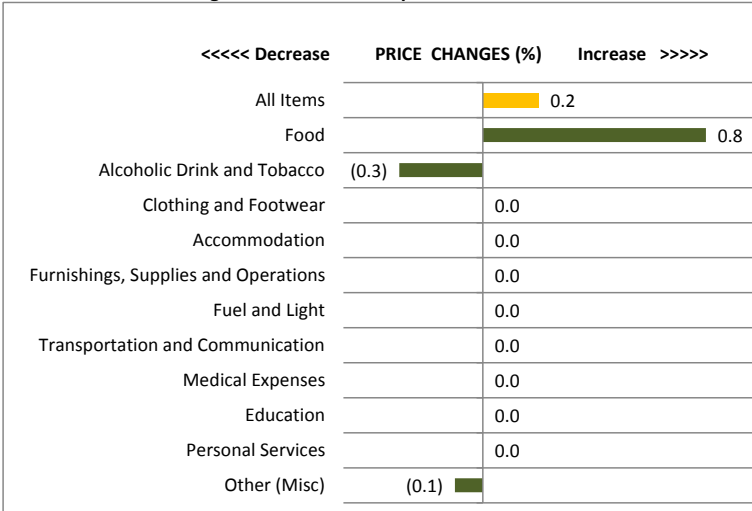 <<<<< Decrease PRICE CHANGES (%) Increase >>>>>
All Items 0.2
Food 0.8
Alcoholic Drink and Tobacco (0.3)
Clothing and Footwear 0.0
Accommodation 0.0
Furnishings, Supplies and Operations 0.0
Fuel and Light 0.0
Transportation and Communication 0.0
Medical Expenses 0.0
Education 0.0
Personal Services 0.0
Other (Misc) (0.1)